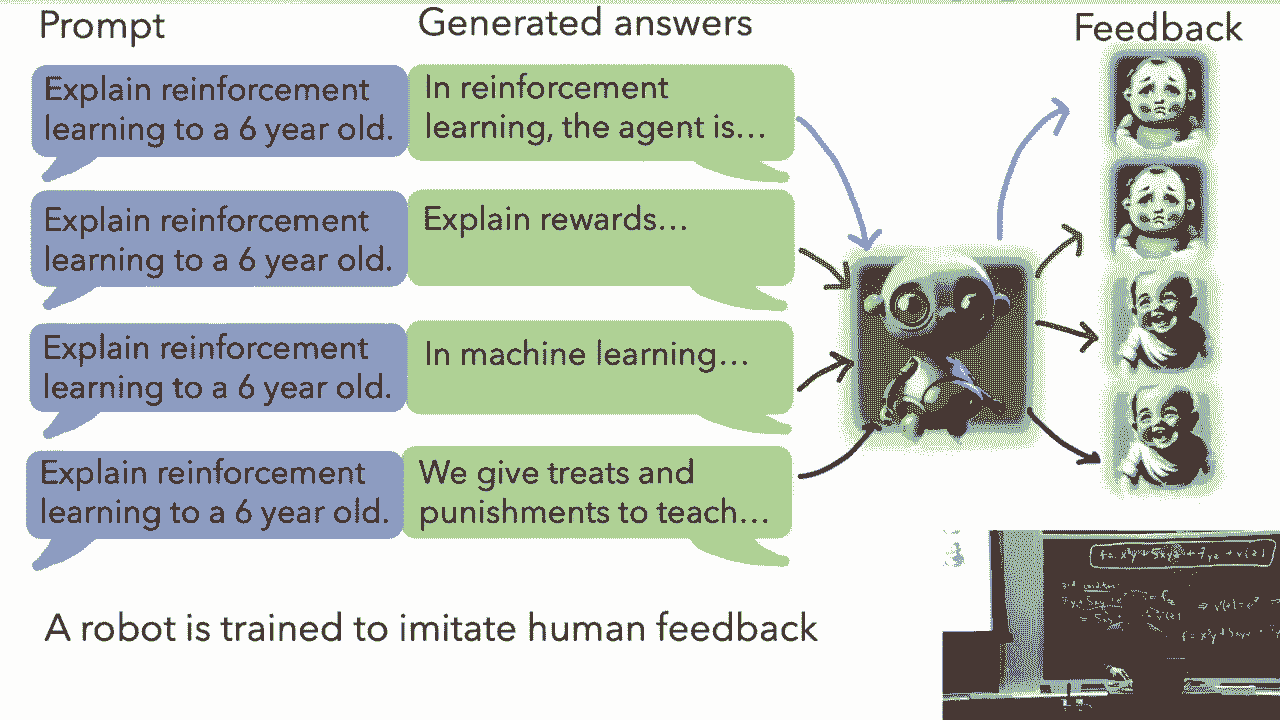 Prompt
Generated answers
Feedback
Explain reinforcement
learning to a 6 year old.
In reinforcement
learning, the agent is…
Explain reinforcement
learning to a 6 year old.
Explain rewards…
Explain reinforcement
learning to a 6 year old.
In machine learning…
Explain reinforcement
learning to a 6 year old.
We give treats and
punishments to teach…
A robot is trained to imitate human feedback